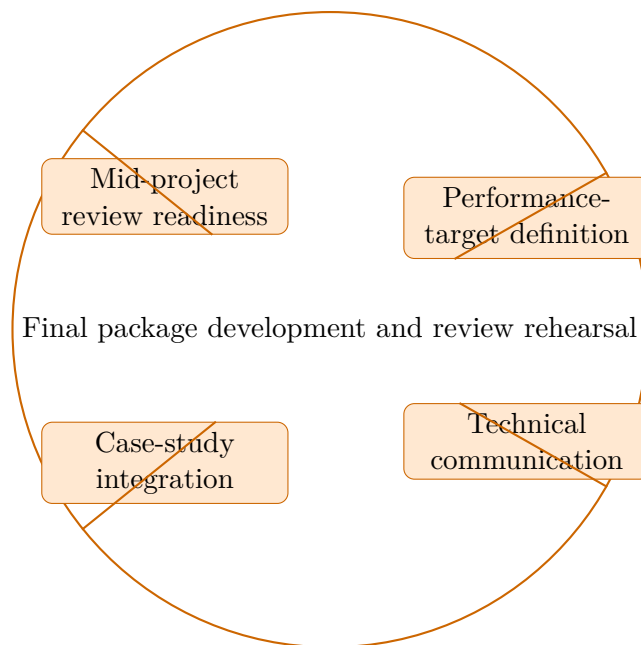 Mid-project
review readiness
Performance-
target definition
Final package development and review rehearsal
Case-study
integration
Technical
communication